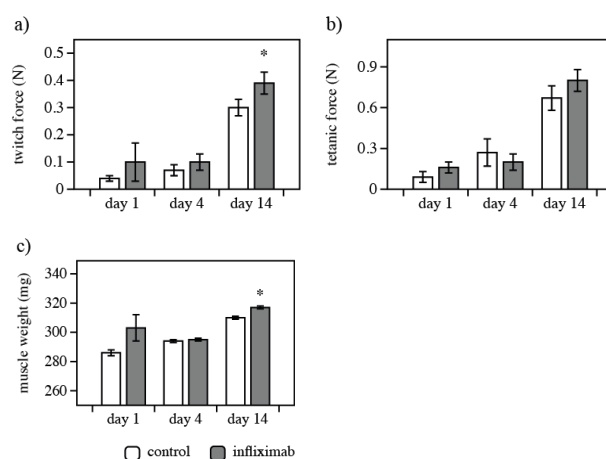 a)
twitch force (N)
0.5
0.4
0.3
0.2
0.1
0
*
day 1 day 4 day 14
b)
tetanic force (N)
0.9
0.6
0.3
0
day 1 day 4 day 14
c)
muscle weight (mg)
340
320
300
280
260
*
day 1 day 4 day 14
control infliximab